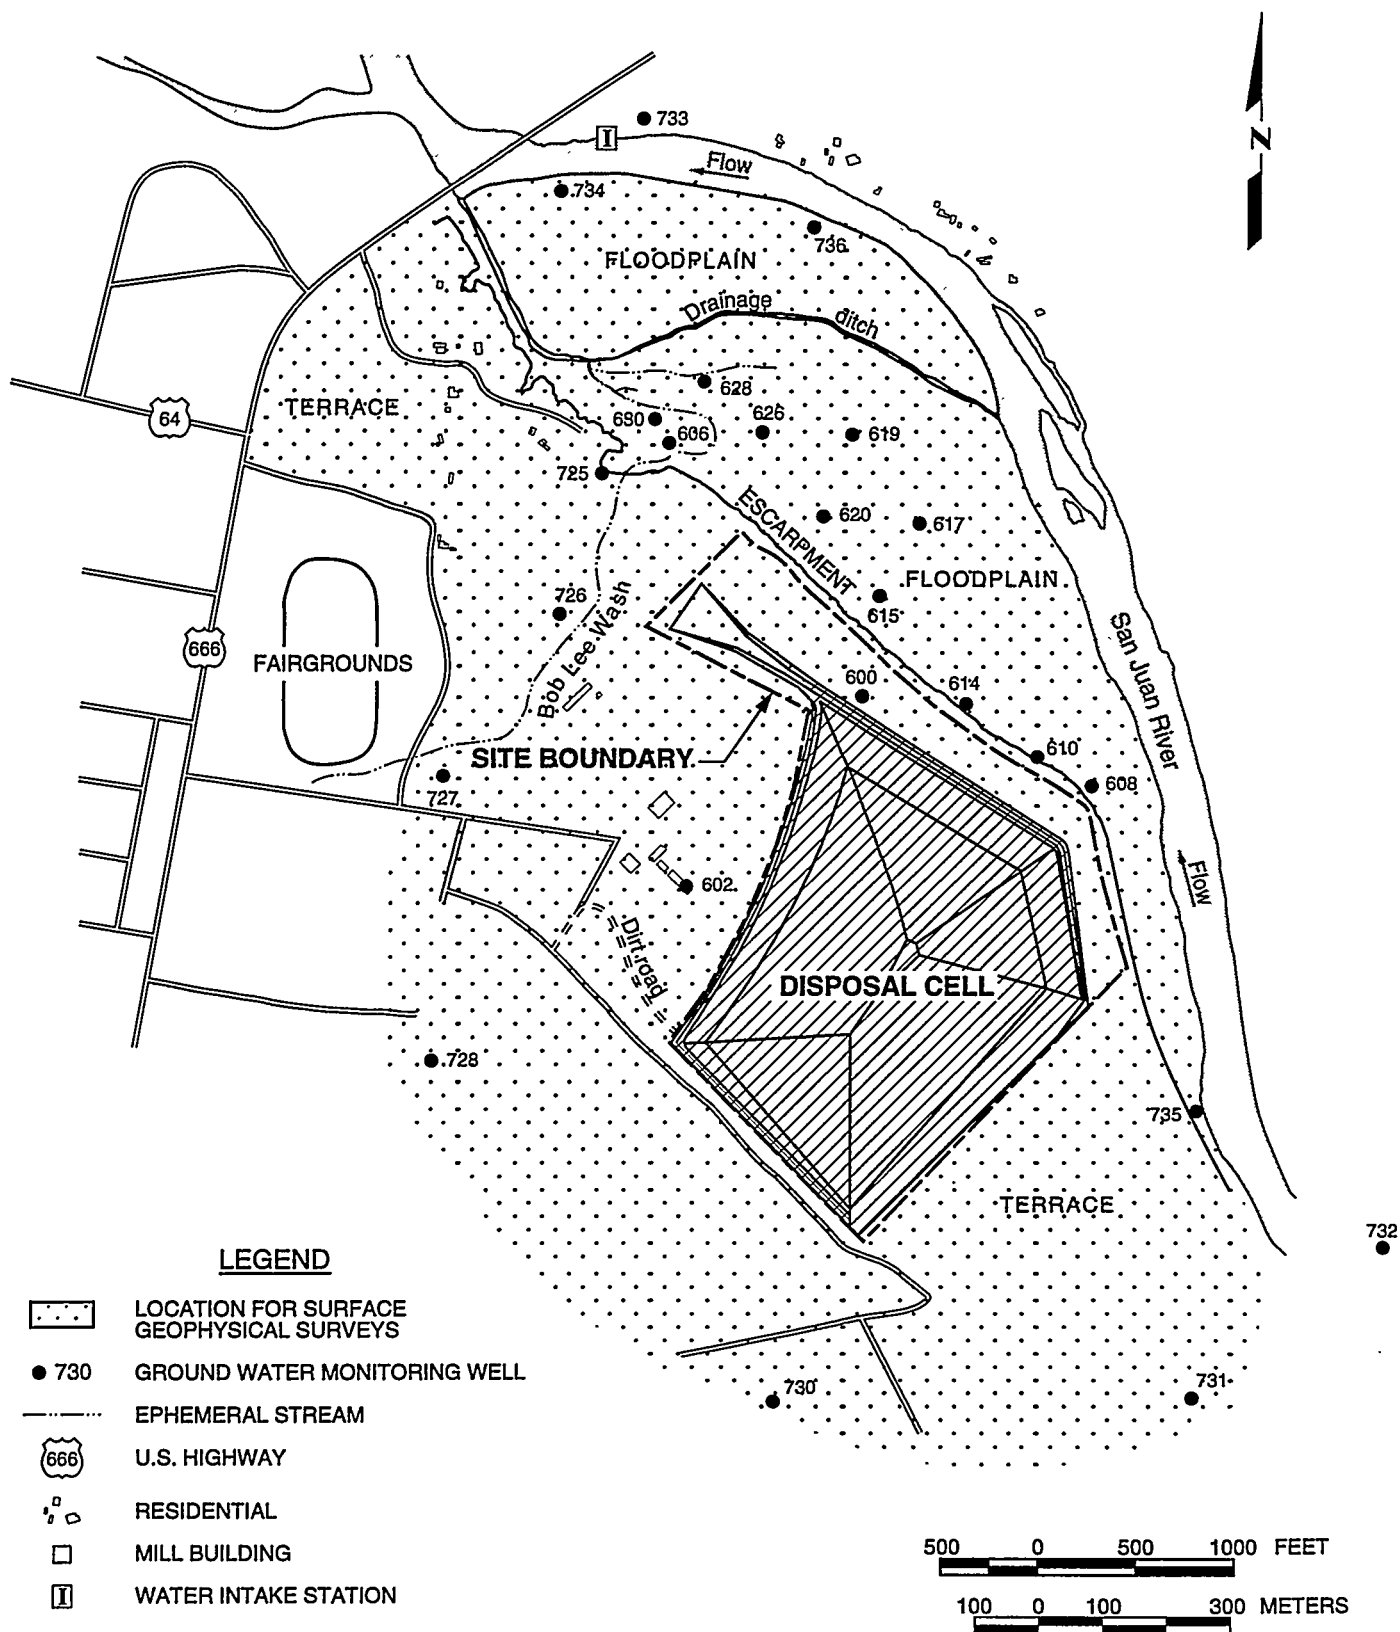 733
I
Flow
N
734
736
FLOODPLAIN
Drainage ditch
628
64
TERRACE
680
626
606
619
725
ESCARPMENT
620
617
FLOODPLAIN
615
726
Bob Lee Wash
San Juan River
666
FAIRGROUNDS
600
614
610
SITE BOUNDARY
608
727
Flow
602
Dirt road
DISPOSAL CELL
728
735
TERRACE
732
LEGEND
LOCATION FOR SURFACE
GEOPHYSICAL SURVEYS
730 GROUND WATER MONITORING WELL
EPHEMERAL STREAM
666 U.S. HIGHWAY
RESIDENTIAL
MILL BUILDING
I WATER INTAKE STATION
730
731
500 0 500 1000 FEET
100 0 100 300 METERS